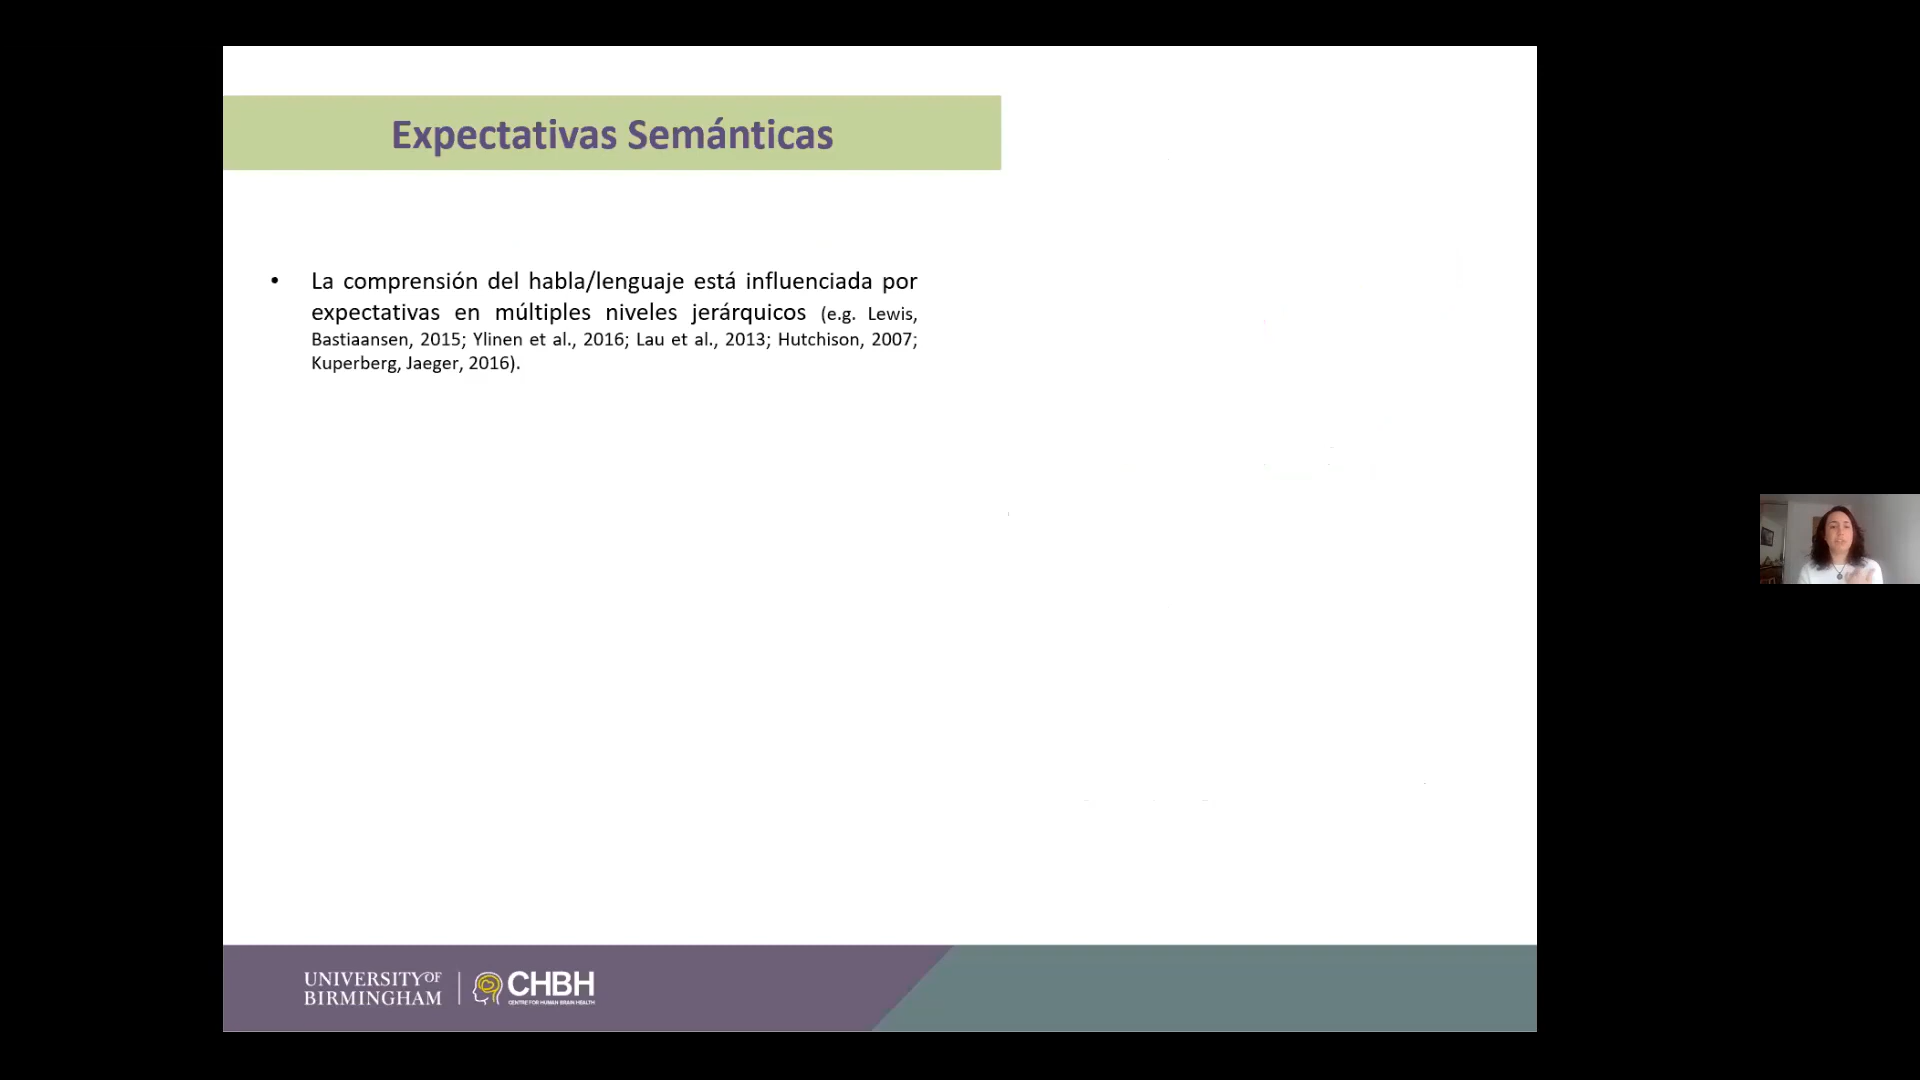 Expectativas Semánticas
• La comprensión del habla/lenguaje está influenciada por
expectativas en múltiples niveles jerárquicos (e.g. Lewis,
Bastiaansen, 2015; Ylinen et al., 2016; Lau et al., 2013; Hutchison, 2007;
Kuperberg, Jaeger, 2016).
UNIVERSITY OF
BIRMINGHAM
CHBH
CENTRE FOR HUMAN BRAIN HEALTH